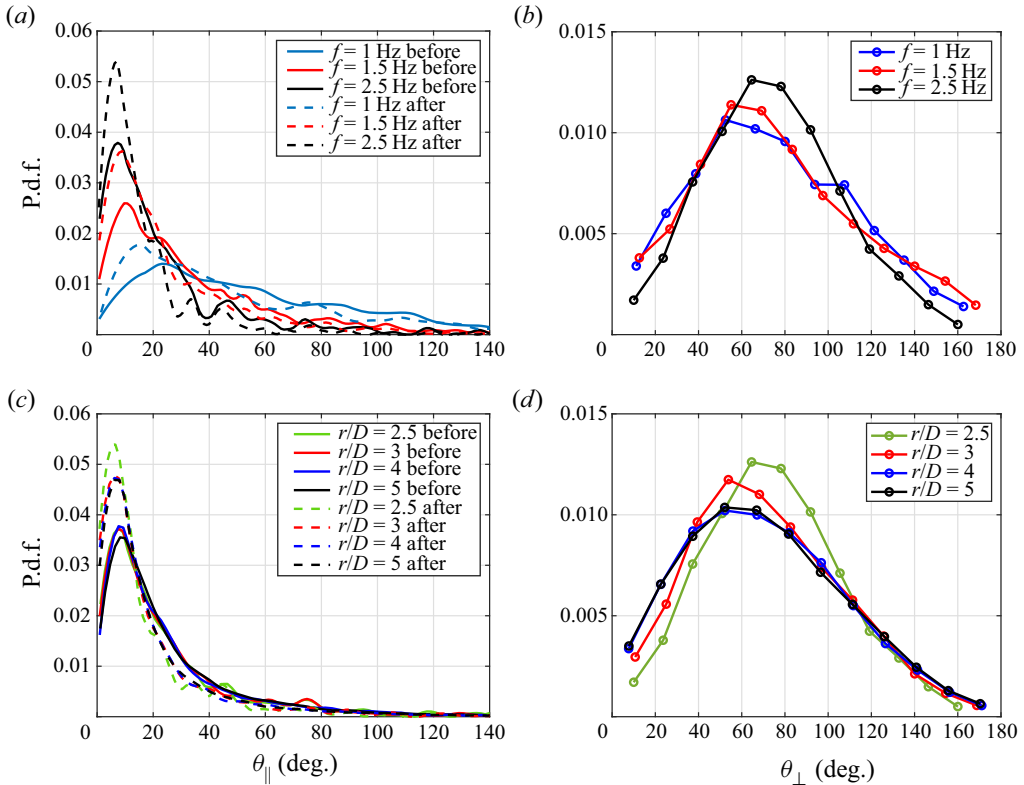 (a)
0.06
0.05
0.04
0.03
0.02
0.01
P.d.f.
f = 1 Hz before
f = 1.5 Hz before
f = 2.5 Hz before
f = 1 Hz after
f = 1.5 Hz after
f = 2.5 Hz after
0 20 40 60 80 100 120 140
(b)
0.015
0.010
0.005
f = 1 Hz
f = 1.5 Hz
f = 2.5 Hz
0 20 40 60 80 100 120 140 160 180
(c)
0.06
0.05
0.04
0.03
0.02
0.01
P.d.f.
r/D = 2.5 before
r/D = 3 before
r/D = 4 before
r/D = 5 before
r/D = 2.5 after
r/D = 3 after
r/D = 4 after
r/D = 5 after
0 20 40 60 80 100 120 140
θ∥ (deg.)
(d)
0.015
0.010
0.005
r/D = 2.5
r/D = 3
r/D = 4
r/D = 5
0 20 40 60 80 100 120 140 160 180
θ⊥ (deg.)